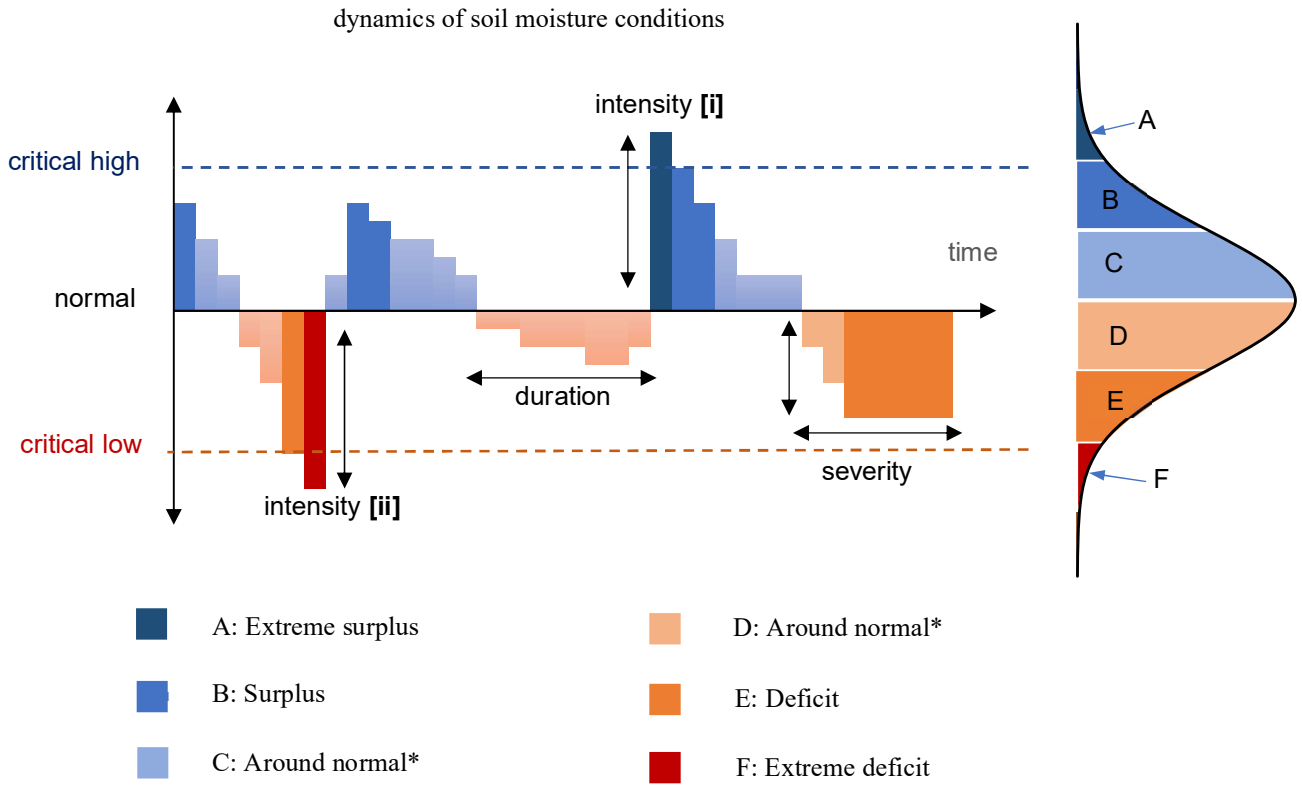 dynamics of soil moisture conditions
intensity [i]
A
critical high
B
time
C
normal
D
duration
E
critical low
severity
F
intensity [ii]
A: Extreme surplus
D: Around normal*
B: Surplus
E: Deficit
C: Around normal*
F: Extreme deficit